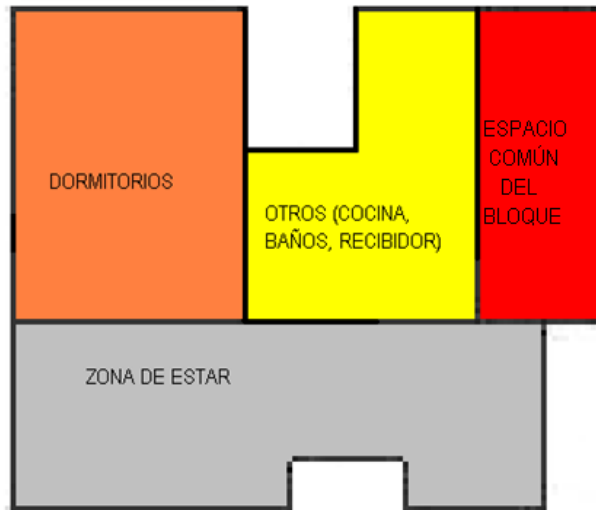 DORMITORIOS
OTROS (COCINA,
BAÑOS, RECIBIDOR)
ESPACIO
COMÚN
DEL
BLOQUE
ZONA DE ESTAR